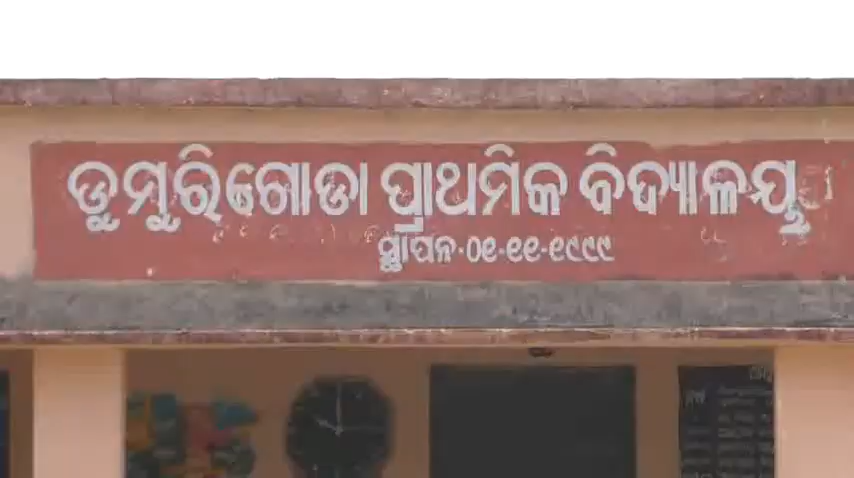 ଡୁମୁରିଗୋଡା ପ୍ରାଥମିକ ବିଦ୍ୟାଳୟ
ସ୍ଥାପନ-୦୧-୧୧-୧୯୯୯